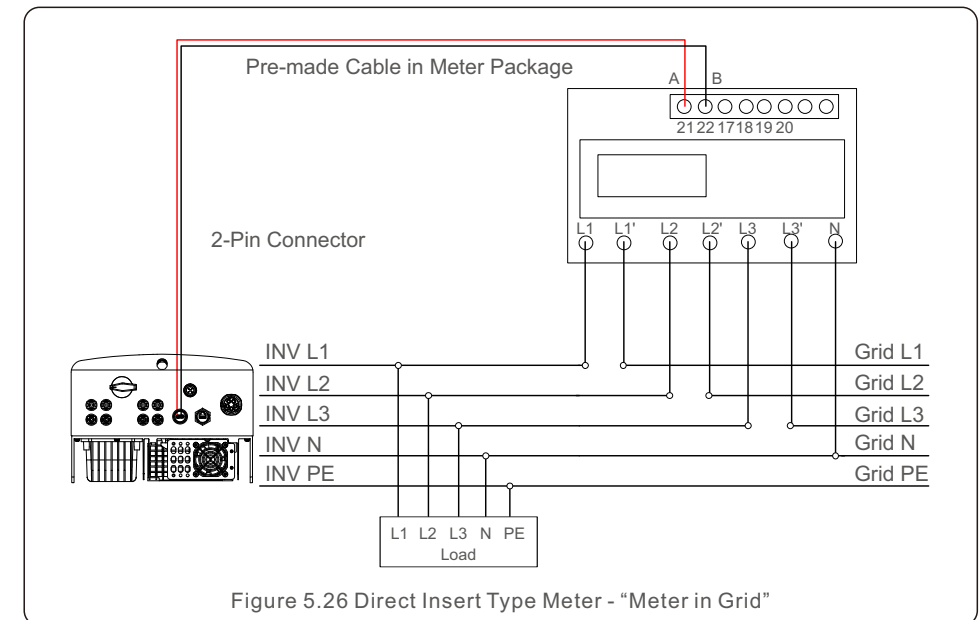 Pre-made Cable in Meter Package
A B
21 22 17 18 19 20
2-Pin Connector
L1 L1' L2 L2' L3 L3' N
INV L1 Grid L1
INV L2 Grid L2
INV L3 Grid L3
INV N Grid N
INV PE Grid PE
L1 L2 L3 N PE
Load
Figure 5.26 Direct Insert Type Meter - “Meter in Grid”